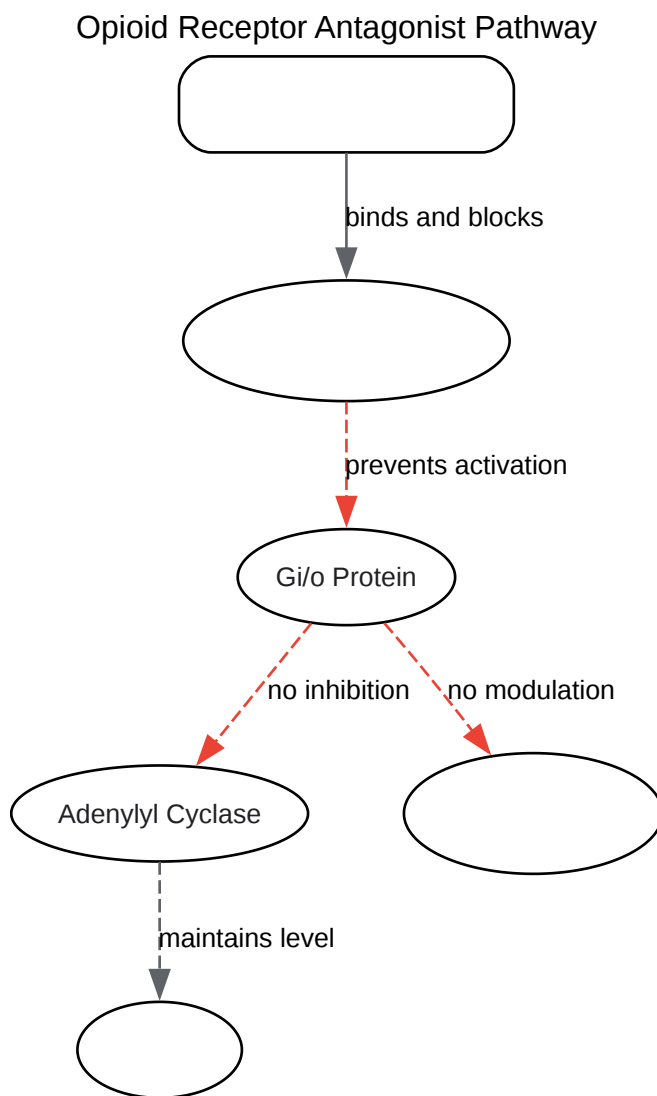 Opioid Receptor Antagonist Pathway
binds and blocks
prevents activation
Gi/o Protein
no inhibition
no modulation
Adenylyl Cyclase
maintains level